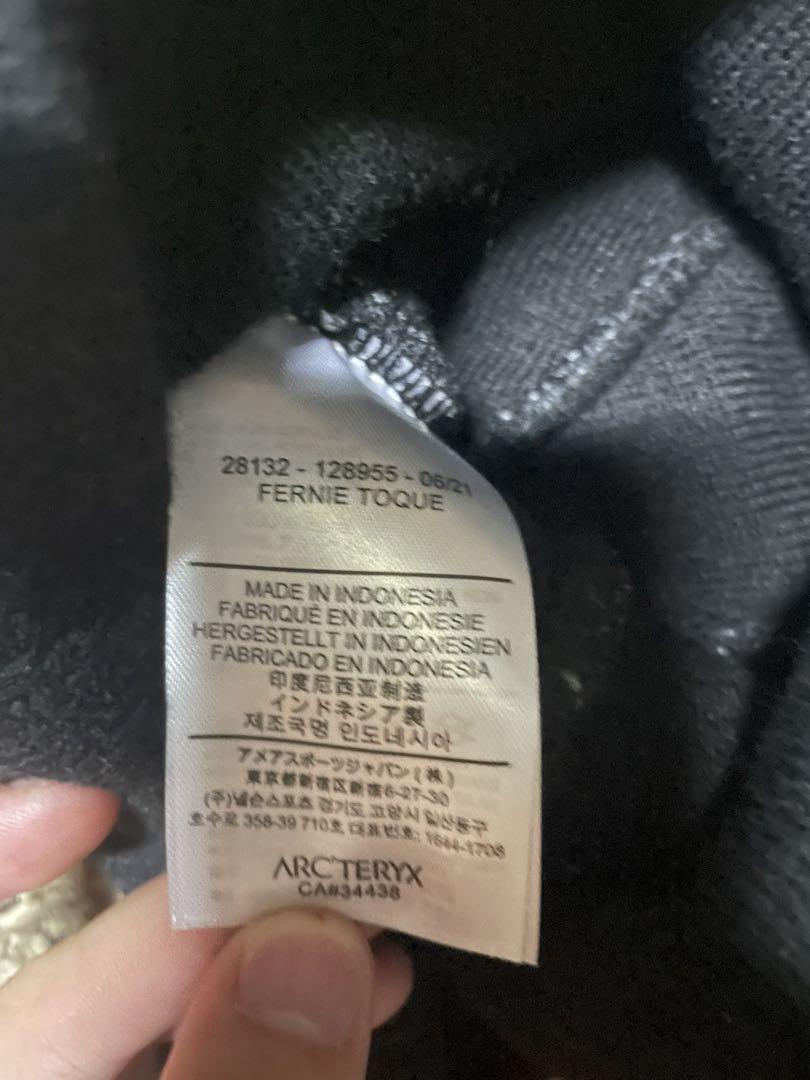 28132 - 128955 - 06/21
FERNIE TOQUE
MADE IN INDONESIA
FABRIQUÉ EN INDONESIE
HERGESTELLT IN INDONESIEN
FABRICADO EN INDONESIA
印度尼西亚制造
インドネシア製
제조국명 인도네시아
アメアスポーツジャパン(株)
東京都新宿区新宿6-27-30
(주)넬슨스포츠 경기도 고양시 일산동구
호수로 358-39 710호 대표번호: 1644-1708
ARC'TERYX
CA#34438